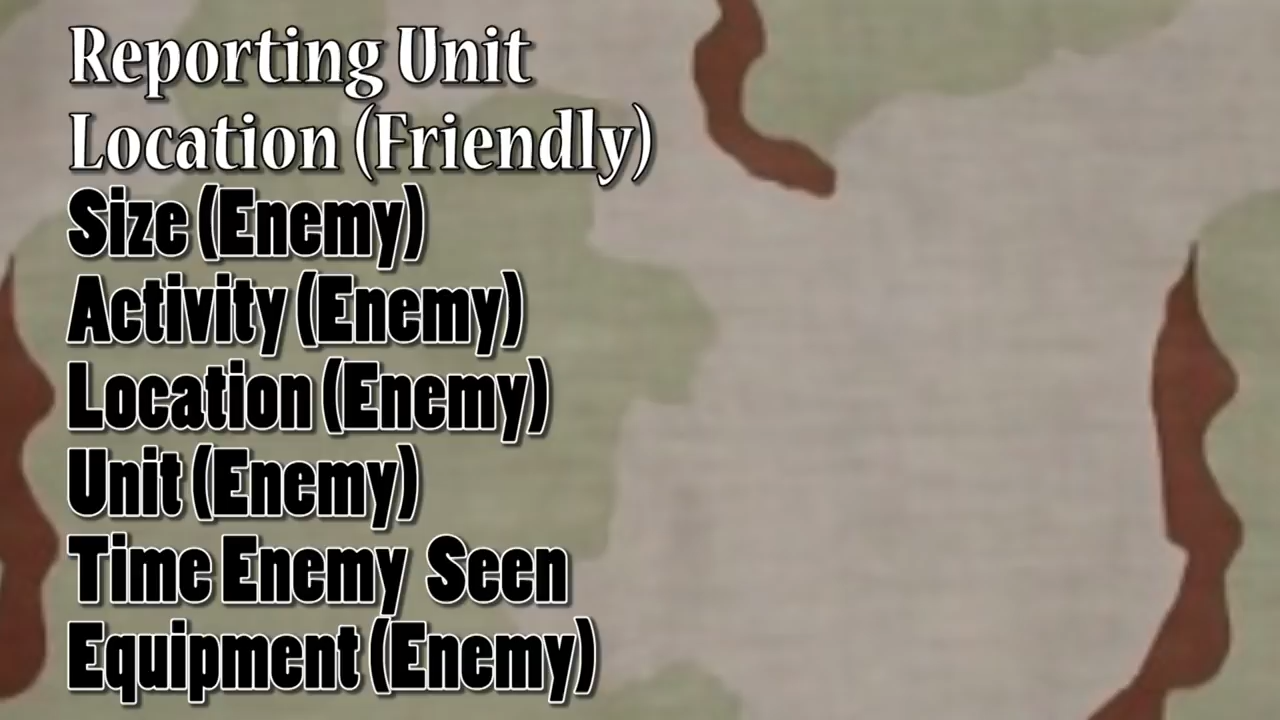 Reporting Unit
Location (Friendly)
Size (Enemy)
Activity (Enemy)
Location (Enemy)
Unit (Enemy)
Time Enemy Seen
Equipment (Enemy)